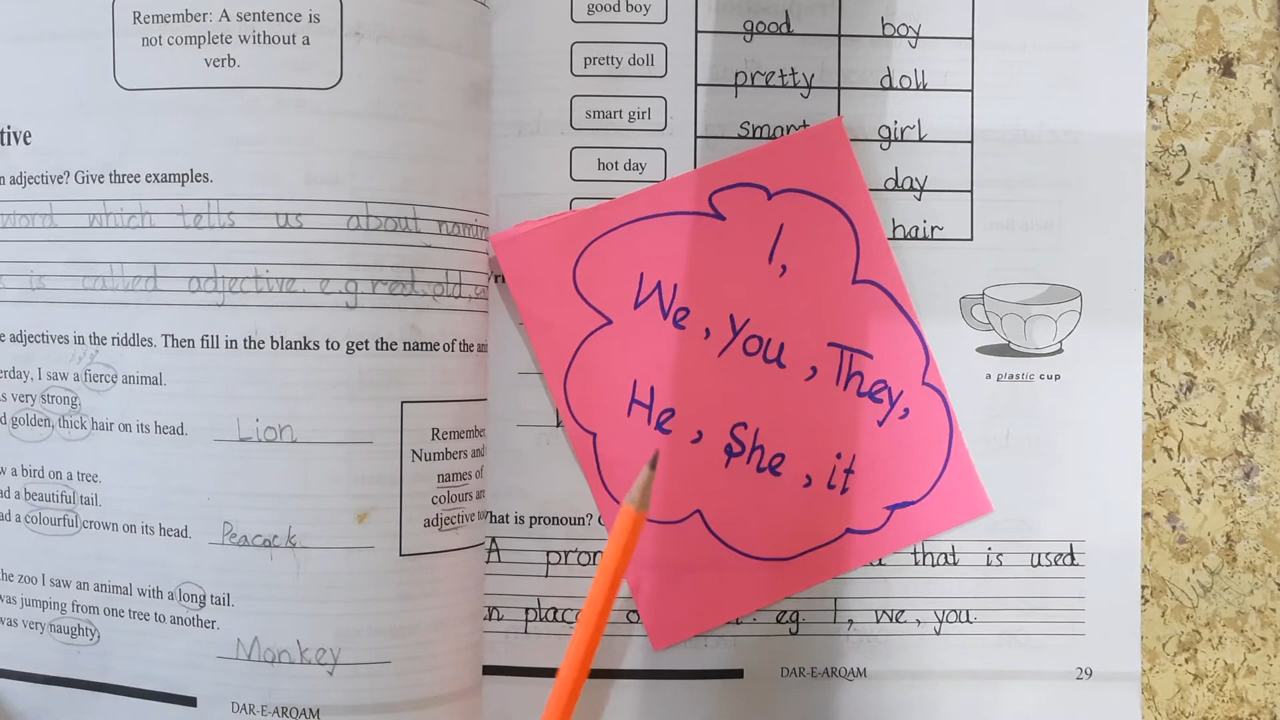 Remember: A sentence is
not complete without a
verb.
tive
adjective? Give three examples.
word which tells us about
is called adjective. e.g red, old,
adjectives in the riddles. Then fill in the blanks to get the name of the
I saw a fierce animal.
very strong,
golden, thick hair on its head. Lion
a bird on a tree.
a beautiful tail.
a colourful crown on its head. Peacock
the zoo I saw an animal with a long tail.
was jumping from one tree to another.
was very naughty, Monkey
Remember
Numbers and
names of
colours are
adjective
DAR-E-ARQAM
good boy
pretty doll
smart girl
hot day
good boy
pretty doll
smart girl
day
hair
I,
We, You, They,
He, She, it
a plastic cup
What is pronoun?
A that is used
place eg. I, we, you.
DAR-E-ARQAM 29